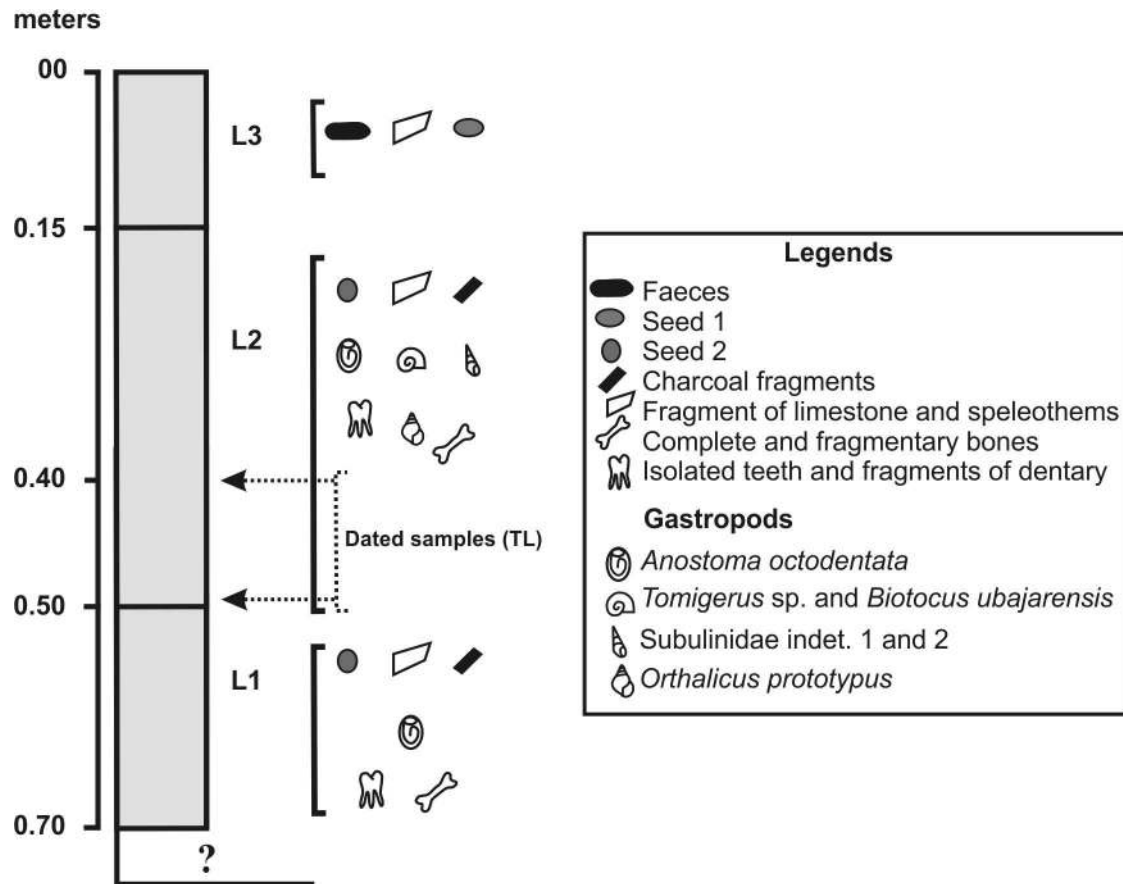 meters
00
L3
0.15
L2
0.40
Dated samples (TL)
0.50
L1
0.70
?
Legends
Faeces
Seed 1
Seed 2
Charcoal fragments
Fragment of limestone and speleothems
Complete and fragmentary bones
Isolated teeth and fragments of dentary
Gastropods
Anostoma octodentata
Tomigerus sp. and Biotocus ubajarensis
Subulinidae indet. 1 and 2
Orthalicus prototypus